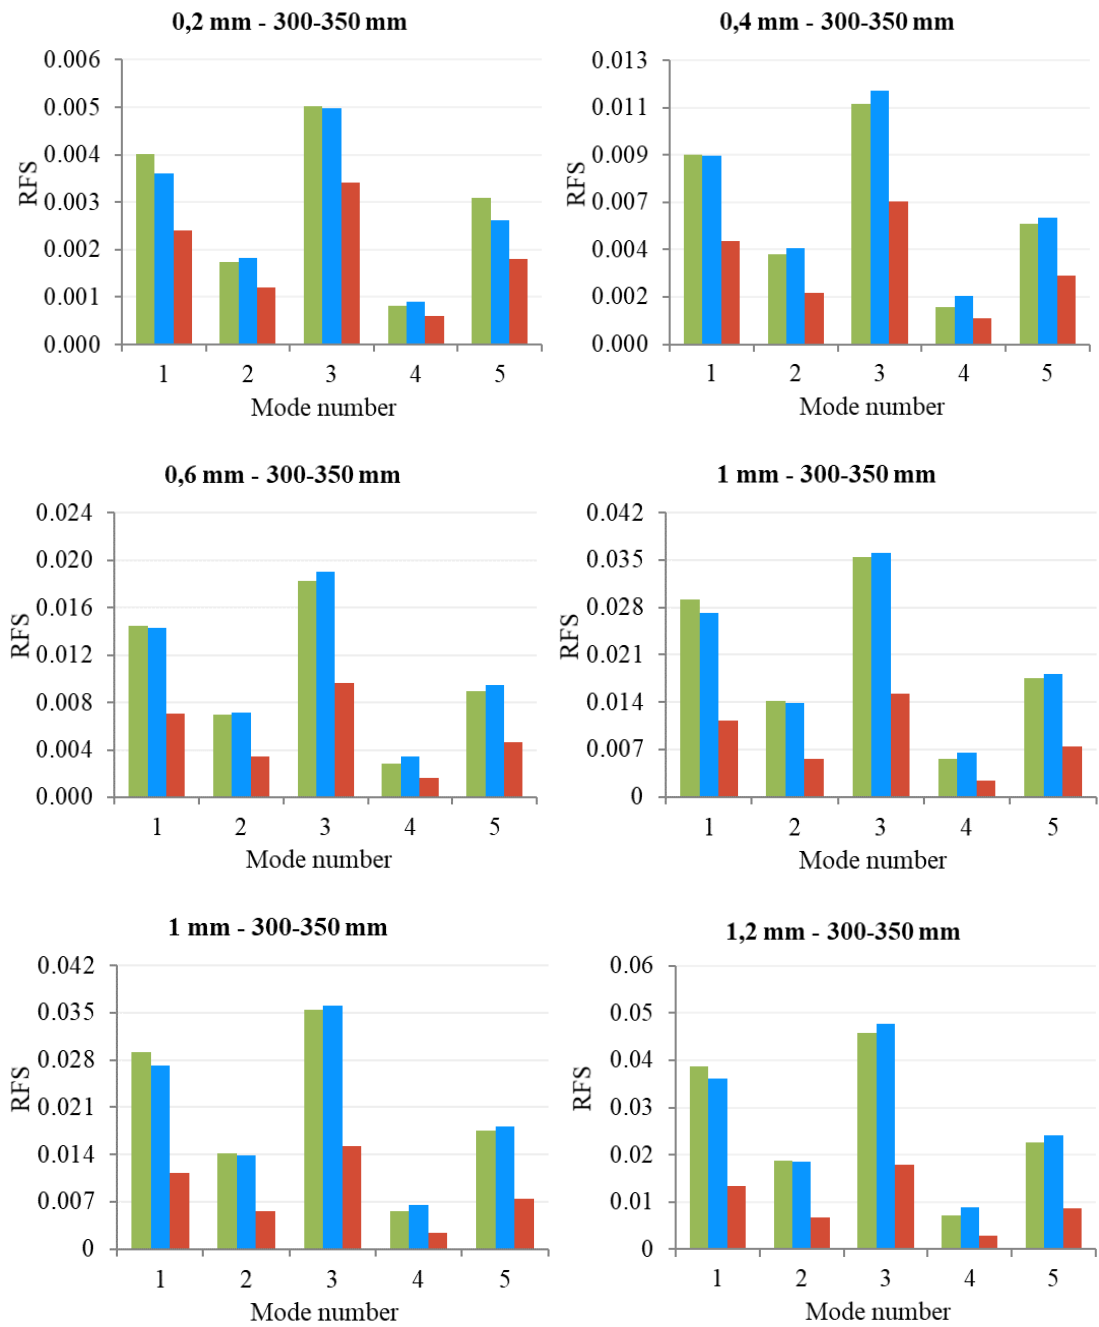 0,2 mm - 300-350 mm
0.006
0.005
0.004
0.003
0.002
0.001
0.000
RFS
1 2 3 4 5
Mode number
0,4 mm - 300-350 mm
0.013
0.011
0.009
0.007
0.004
0.002
0.000
RFS
1 2 3 4 5
Mode number
0,6 mm - 300-350 mm
0.024
0.020
0.016
0.012
0.008
0.004
0.000
RFS
1 2 3 4 5
Mode number
1 mm - 300-350 mm
0.042
0.035
0.028
0.021
0.014
0.007
0
RFS
1 2 3 4 5
Mode number
1 mm - 300-350 mm
0.042
0.035
0.028
0.021
0.014
0.007
0
RFS
1 2 3 4 5
Mode number
1,2 mm - 300-350 mm
0.06
0.05
0.04
0.03
0.02
0.01
0
RFS
1 2 3 4 5
Mode number